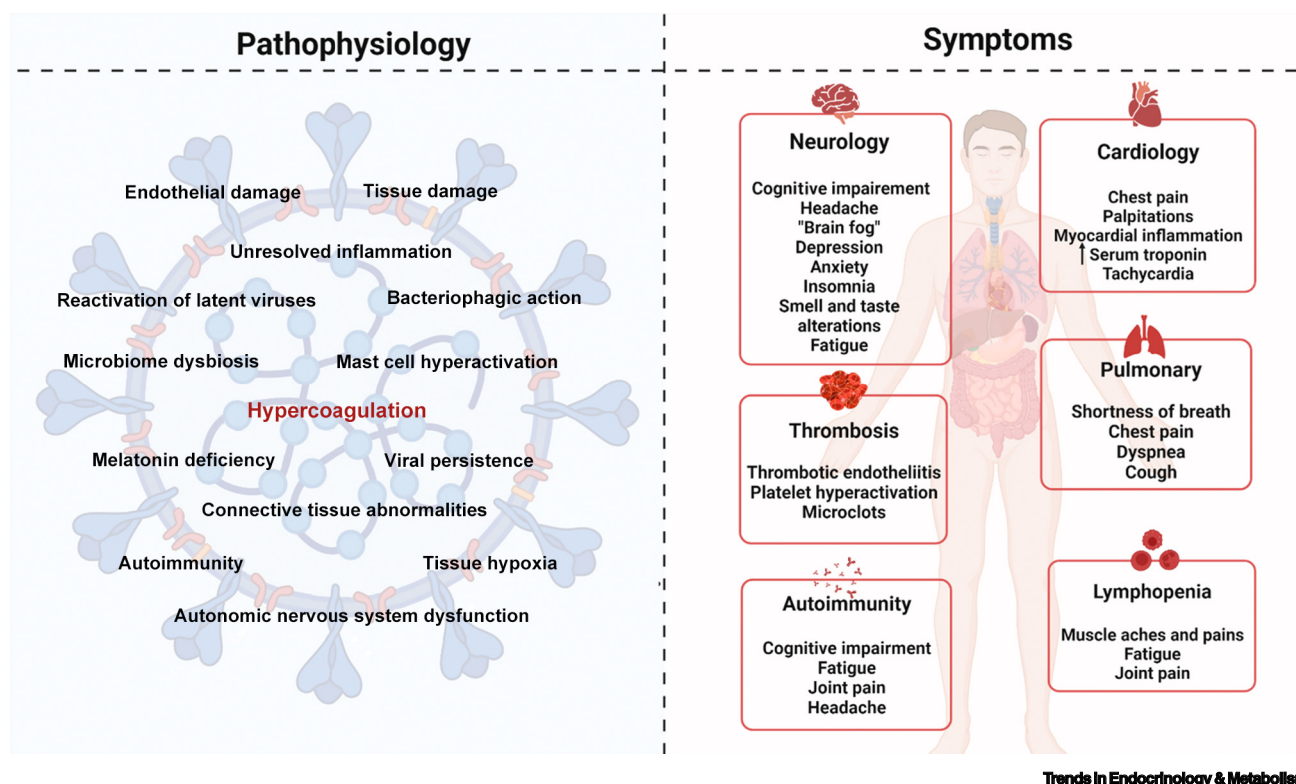 Pathophysiology
Endothelial damage
Tissue damage
Unresolved inflammation
Reactivation of latent viruses
Bacteriophagic action
Microbiome dysbiosis
Mast cell hyperactivation
Hypercoagulation
Melatonin deficiency
Viral persistence
Connective tissue abnormalities
Autoimmunity
Tissue hypoxia
Autonomic nervous system dysfunction
Symptoms
Neurology
Cognitive impairement
Headache
"Brain fog"
Depression
Anxiety
Insomnia
Smell and taste
alterations
Fatigue
Cardiology
Chest pain
Palpitations
Myocardial inflammation
↑ Serum troponin
Tachycardia
Thrombosis
Thrombotic endotheliitis
Platelet hyperactivation
Microclots
Pulmonary
Shortness of breath
Chest pain
Dyspnea
Cough
Autoimmunity
Cognitive impairment
Fatigue
Joint pain
Headache
Lymphopenia
Muscle aches and pains
Fatigue
Joint pain
Trends in Endocrinology &